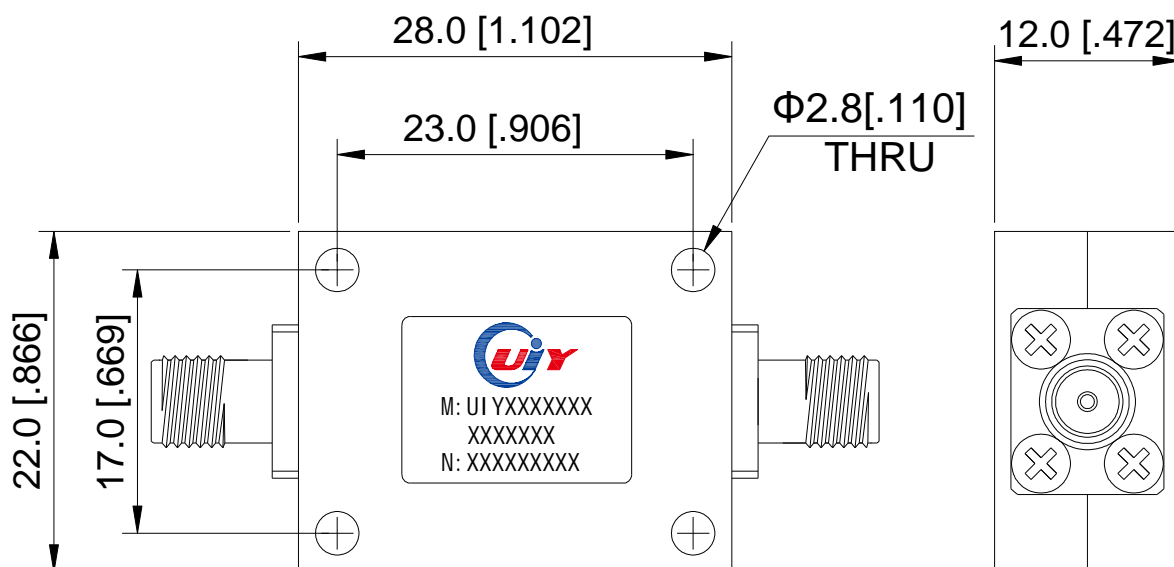 28.0 [1.102]
12.0 [.472]
23.0 [.906]
Φ2.8[.110]
THRU
22.0 [.866]
17.0 [.669]
UiY
M: UIYXXXXXXX
XXXXXXX
N: XXXXXXXXX